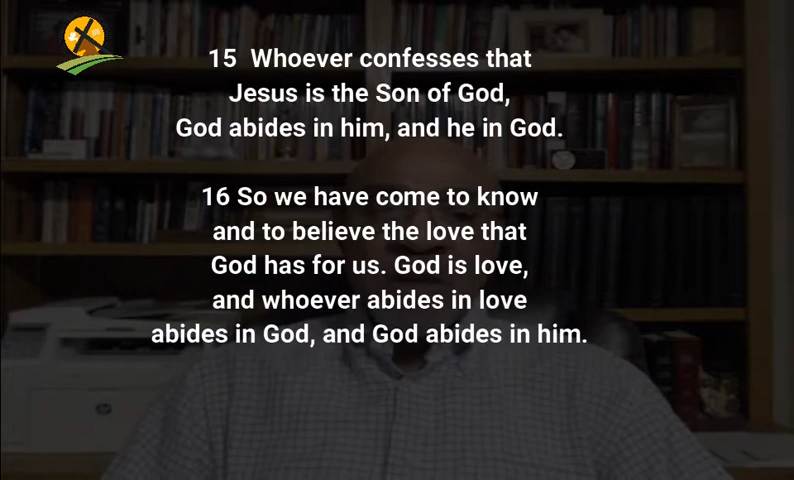 15  Whoever confesses that
Jesus is the Son of God,
God abides in him, and he in God.
16 So we have come to know
and to believe the love that
God has for us. God is love,
and whoever abides in love
abides in God, and God abides in him.